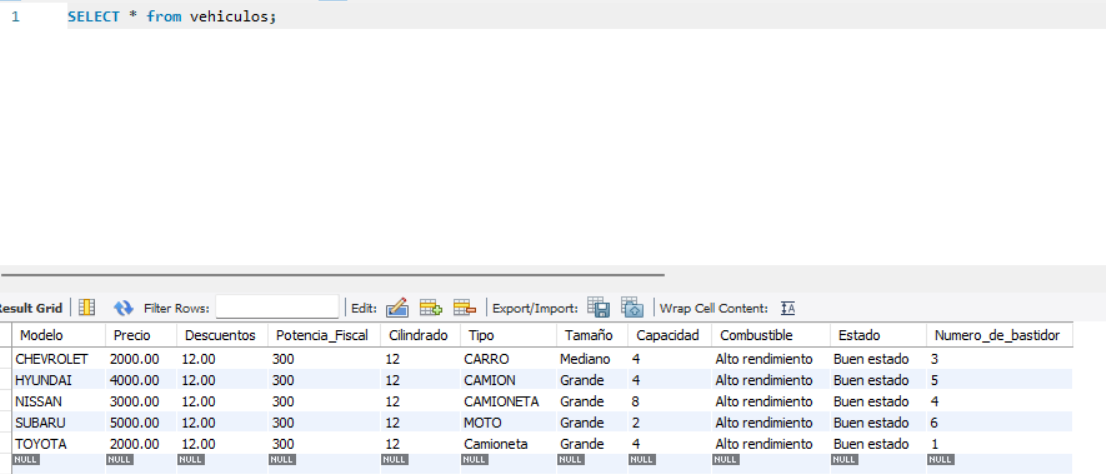 1 SELECT * from vehiculos;
Result Grid Filter Rows: Edit: Export/Import: Wrap Cell Content: IA
Modelo Precio Descuentos Potencia_Fiscal Cilindrado Tipo Tamaño Capacidad Combustible Estado Numero_de_bastidor
CHEVROLET 2000.00 12.00 300 12 CARRO Mediano 4 Alto rendimiento Buen estado 3
HYUNDAI 4000.00 12.00 300 12 CAMION Grande 4 Alto rendimiento Buen estado 5
NISSAN 3000.00 12.00 300 12 CAMIONETA Grande 8 Alto rendimiento Buen estado 4
SUBARU 5000.00 12.00 300 12 MOTO Grande 2 Alto rendimiento Buen estado 6
TOYOTA 2000.00 12.00 300 12 Camioneta Grande 4 Alto rendimiento Buen estado 1
NULL NULL NULL NULL NULL NULL NULL NULL NULL NULL NULL